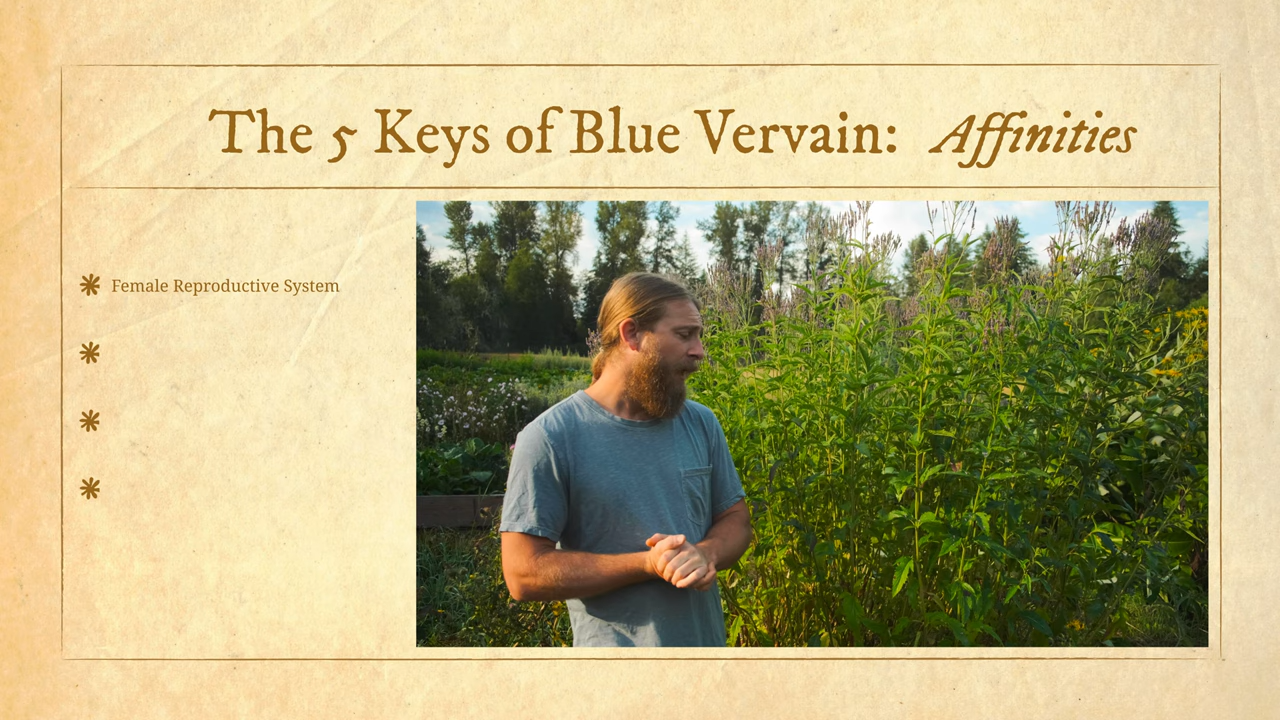 The 5 Keys of Blue Vervain: Affinities
Female Reproductive System